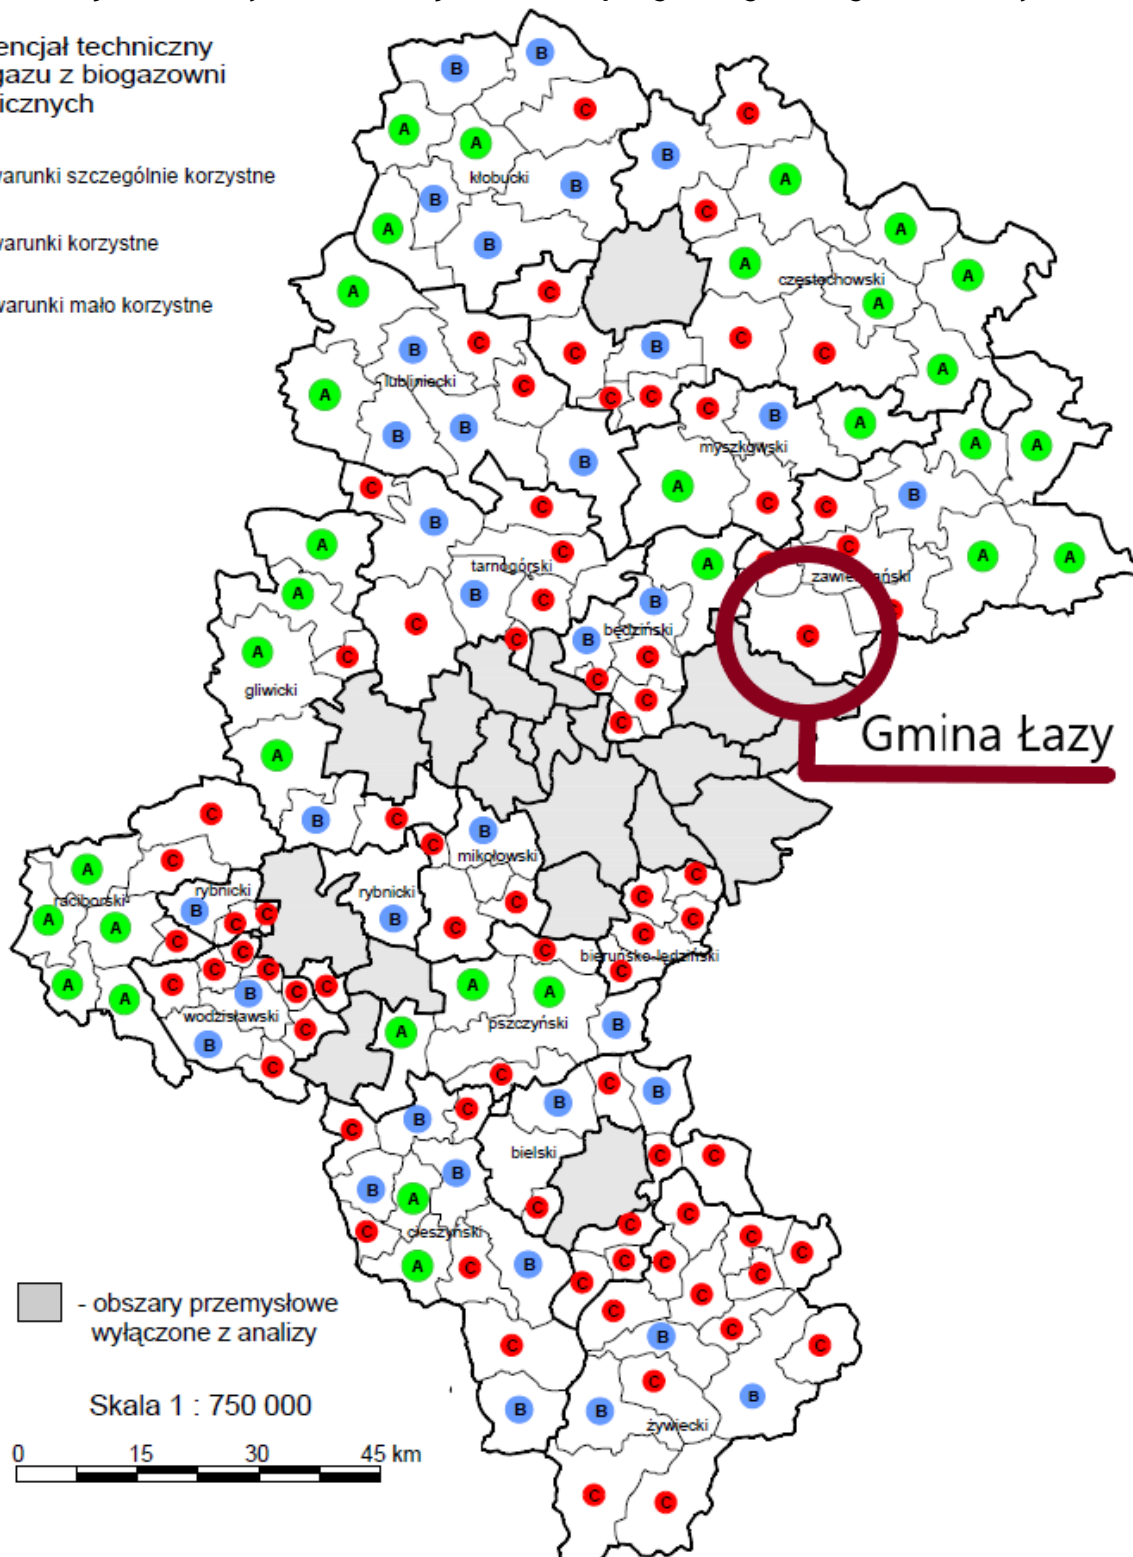 encjał techniczny
gazu z biogazowni
icznych
warunki szczególnie korzystne
warunki korzystne
warunki mało korzystne
kłobucki
częstochowski
lubliniecki
myszkowski
tarnogórski
zawierciański
będziński
gliwicki
Gmina Łazy
mikołowski
raciborski
rybnicki
rybnicki
bieruńsko-lędziński
wodzisławski
pszczyński
bielski
cieszyński
żywiecki
- obszary przemysłowe
wyłączone z analizy
Skala 1 : 750 000
0 15 30 45 km